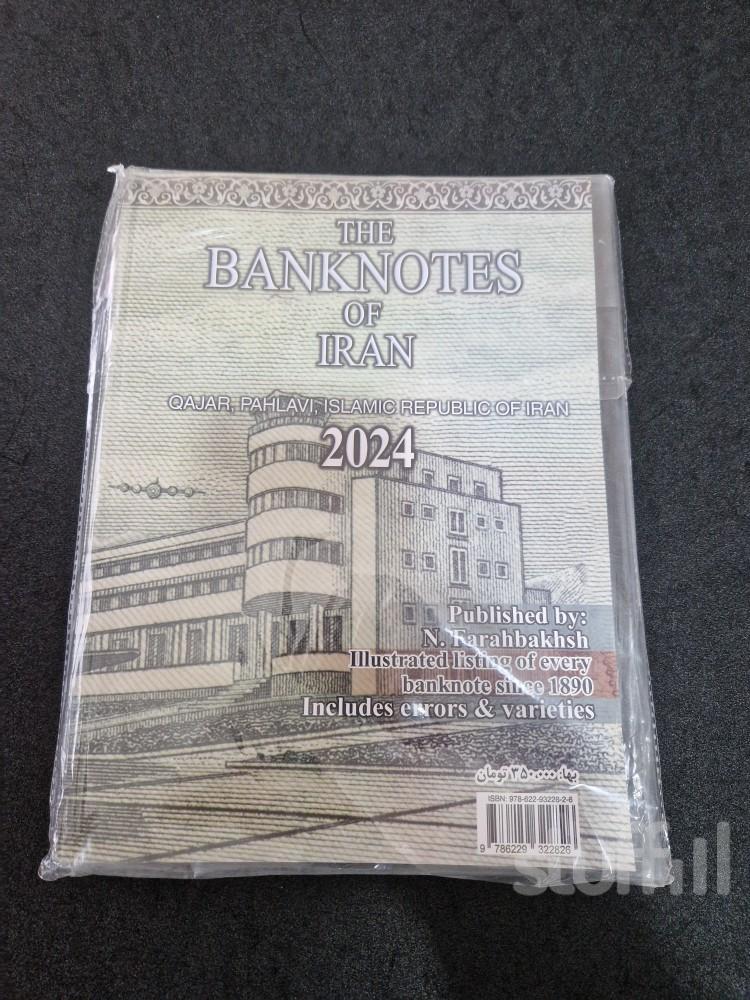 THE
BANKNOTES
OF
IRAN
QAJAR, PAHLAVI, ISLAMIC REPUBLIC OF IRAN
2024
Published by:
N. Farahbakhsh
Illustrated listing of every
banknote since 1890
Includes errors & varieties
بها: ۳۵۰.۰۰۰ تومان
ISBN: 978-622-93228-2-6
9 786229 322826